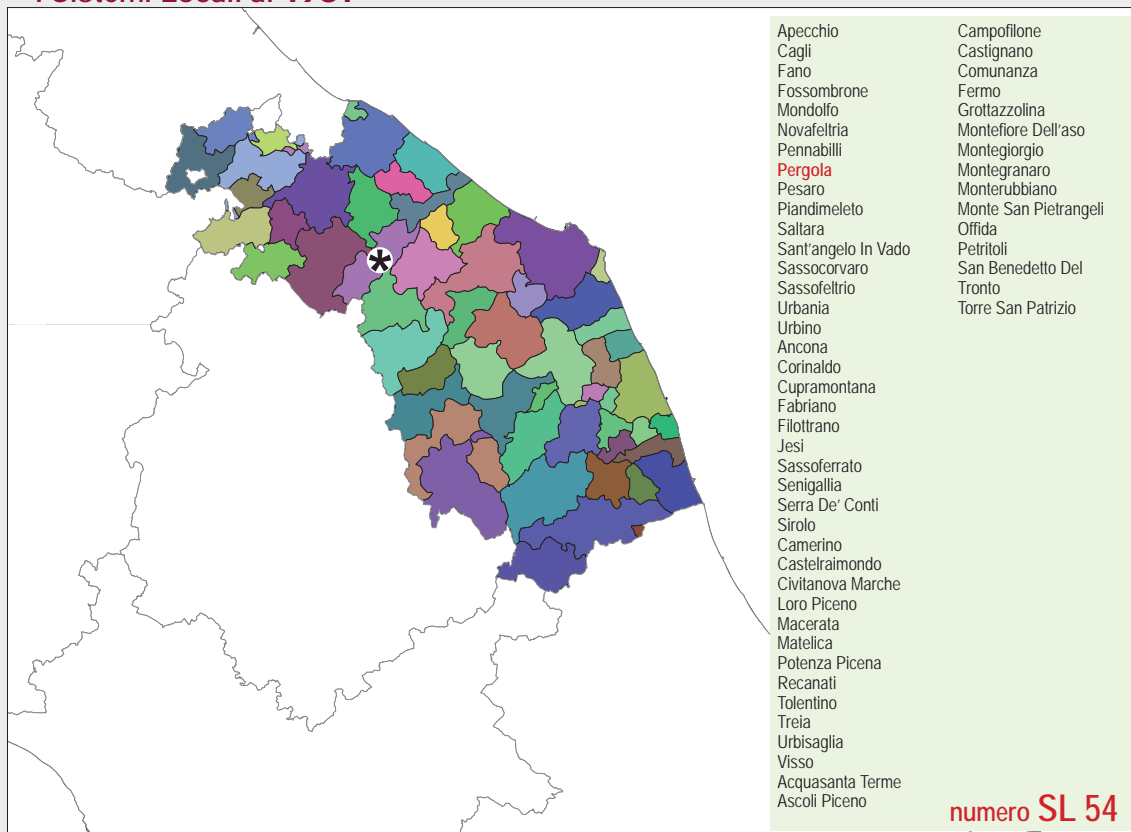 Apecchio
Cagli
Fano
Fossombrone
Mondolfo
Novafeltria
Pennabilli
Pergola
Pesaro
Piandimeleto
Saltara
Sant'angelo In Vado
Sassocorvaro
Sassofeltrio
Urbania
Urbino
Ancona
Corinaldo
Cupramontana
Fabriano
Filottrano
Jesi
Sassoferrato
Senigallia
Serra De' Conti
Sirolo
Camerino
Castelraimondo
Civitanova Marche
Loro Piceno
Macerata
Matelica
Potenza Picena
Recanati
Tolentino
Treia
Urbisaglia
Visso
Acquasanta Terme
Ascoli Piceno
Campofilone
Castignano
Comunanza
Fermo
Grottazzolina
Montefiore Dell'aso
Montegiorgio
Montegranaro
Monterubbiano
Monte San Pietrangeli
Offida
Petritoli
San Benedetto Del
Tronto
Torre San Patrizio
numero SL 54